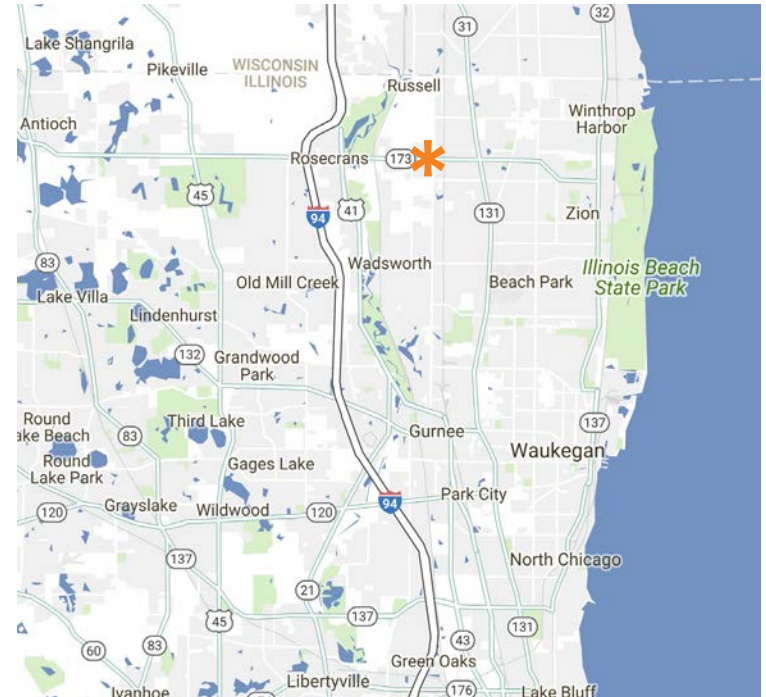 32
31
Lake Shangrila
WISCONSIN
ILLINOIS
Pikeville
Russell
Winthrop
Harbor
Antioch
Rosecrans
173
45
94
41
131
Zion
83
Wadsworth
Old Mill Creek
Beach Park
Illinois Beach
State Park
Lake Villa
Lindenhurst
132
Grandwood
Park
Round
ake Beach
83
Third Lake
Gurnee
137
Waukegan
Round
Lake Park
Gages Lake
Park City
94
120
Grayslake
Wildwood
120
137
North Chicago
21
137
45
131
60
83
43
Green Oaks
Ivanhoe
Libertyville
176
Lake Bluff